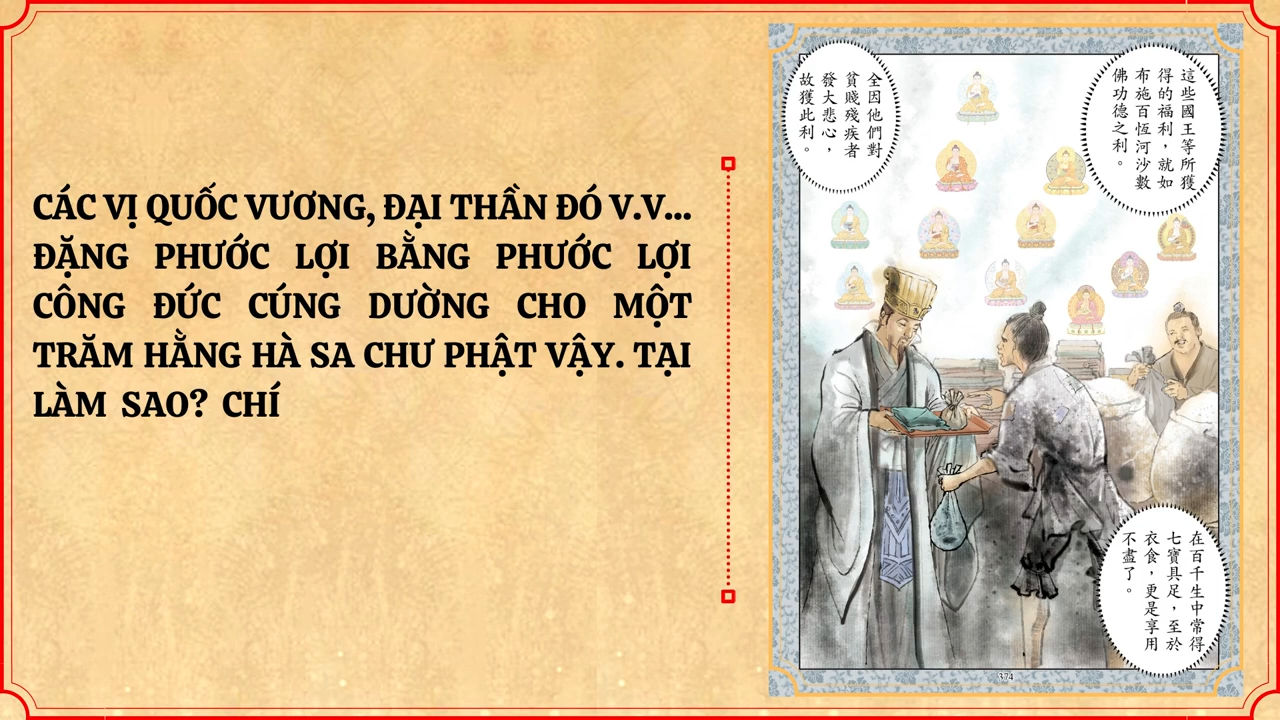 CÁC VỊ QUỐC VƯƠNG, ĐẠI THẦN ĐÓ V.V...
ĐẶNG PHƯỚC LỢI BẰNG PHƯỚC LỢI
CÔNG ĐỨC CÚNG DƯỜNG CHO MỘT
TRĂM HẰNG HÀ SA CHƯ PHẬT VẬY. TẠI
LÀM SAO? CHÍ
這些國王等所獲
得的福利，就如
布施百恆河沙數
佛功德之利。
全因他們對
貧賤殘疾者
發大悲心，
故獲此利。
在百千生中常得
七寶具足，至於
衣食，更是享用
不盡了。
374